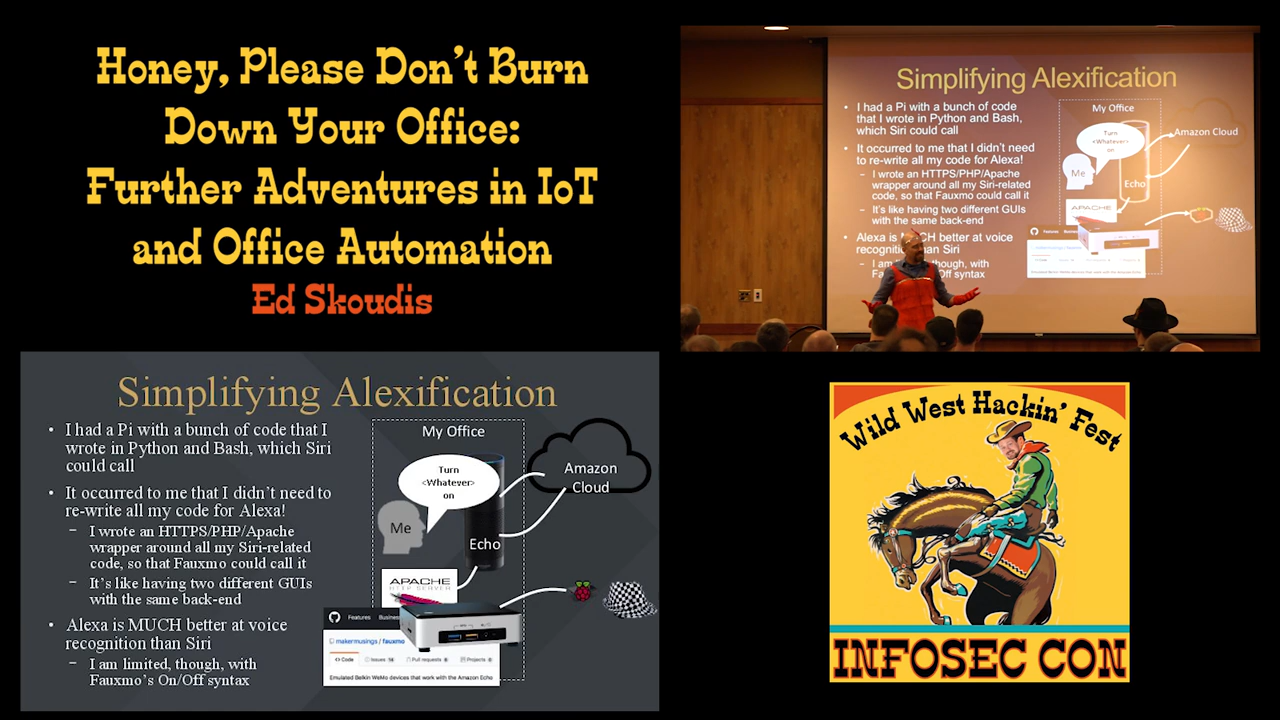 Honey, Please Don't Burn
Down Your Office:
Further Adventures in IoT
and Office Automation
Ed Skoudis
Simplifying Alexification
• I had a Pi with a bunch of code
that I wrote in Python and Bash,
which Siri could call
• It occurred to me that I didn't need
to re-write all my code for Alexa!
– I wrote an HTTPS/PHP/Apache
wrapper around all my Siri-related
code, so that Fauxmo could call it
– It's like having two different GUIs
with the same back-end
• Alexa is MUCH better at voice
recognition than Siri
– I am though, with
On/Off syntax
My Office
Turn
<Whatever>
on
Me
Echo
Amazon Cloud
APACHE
Simplifying Alexification
• I had a Pi with a bunch of code that I
wrote in Python and Bash, which Siri
could call
• It occurred to me that I didn't need to
re-write all my code for Alexa!
– I wrote an HTTPS/PHP/Apache
wrapper around all my Siri-related
code, so that Fauxmo could call it
– It's like having two different GUIs
with the same back-end
• Alexa is MUCH better at voice
recognition than Siri
– I am limited, though, with
Fauxmo's On/Off syntax
My Office
Turn
<Whatever>
on
Me
Echo
Amazon
Cloud
APACHE
HTTP SERVER
Features Business
makermusings / fauxmo
<> Code Issues Pull requests Projects
Emulated Belkin WeMo devices that work with the Amazon Echo
Wild West Hackin' Fest
INFOSEC CON